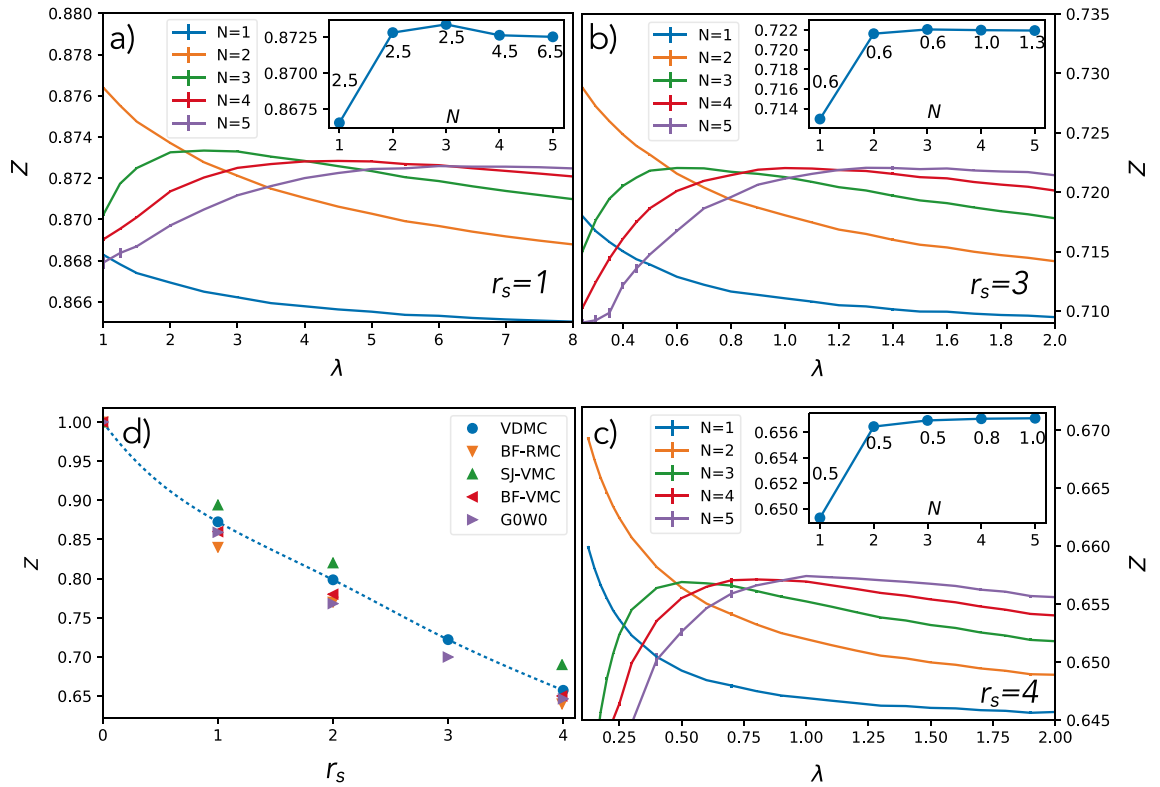 a)
N=1
N=2
N=3
N=4
N=5
Z
0.880
0.878
0.876
0.874
0.872
0.870
0.868
0.866
1 2 3 4 5 6 7 8
λ
r_s=1
0.8725
0.8700
0.8675
2.5
2.5
2.5
4.5
6.5
N
1 2 3 4 5
b)
N=1
N=2
N=3
N=4
N=5
0.722
0.720
0.718
0.716
0.714
0.6
0.6
0.6
1.0
1.3
N
1 2 3 4 5
0.735
0.730
0.725
0.720
0.715
0.710
Z
r_s=3
0.4 0.6 0.8 1.0 1.2 1.4 1.6 1.8 2.0
λ
d)
VDMC
BF-RMC
SJ-VMC
BF-VMC
G0W0
Z
1.00
0.95
0.90
0.85
0.80
0.75
0.70
0.65
0 1 2 3 4
r_s
c)
N=1
N=2
N=3
N=4
N=5
0.656
0.654
0.652
0.650
0.5
0.5
0.5
0.8
1.0
N
1 2 3 4 5
0.670
0.665
0.660
0.655
0.650
0.645
Z
r_s=4
0.25 0.50 0.75 1.00 1.25 1.50 1.75 2.00
λ